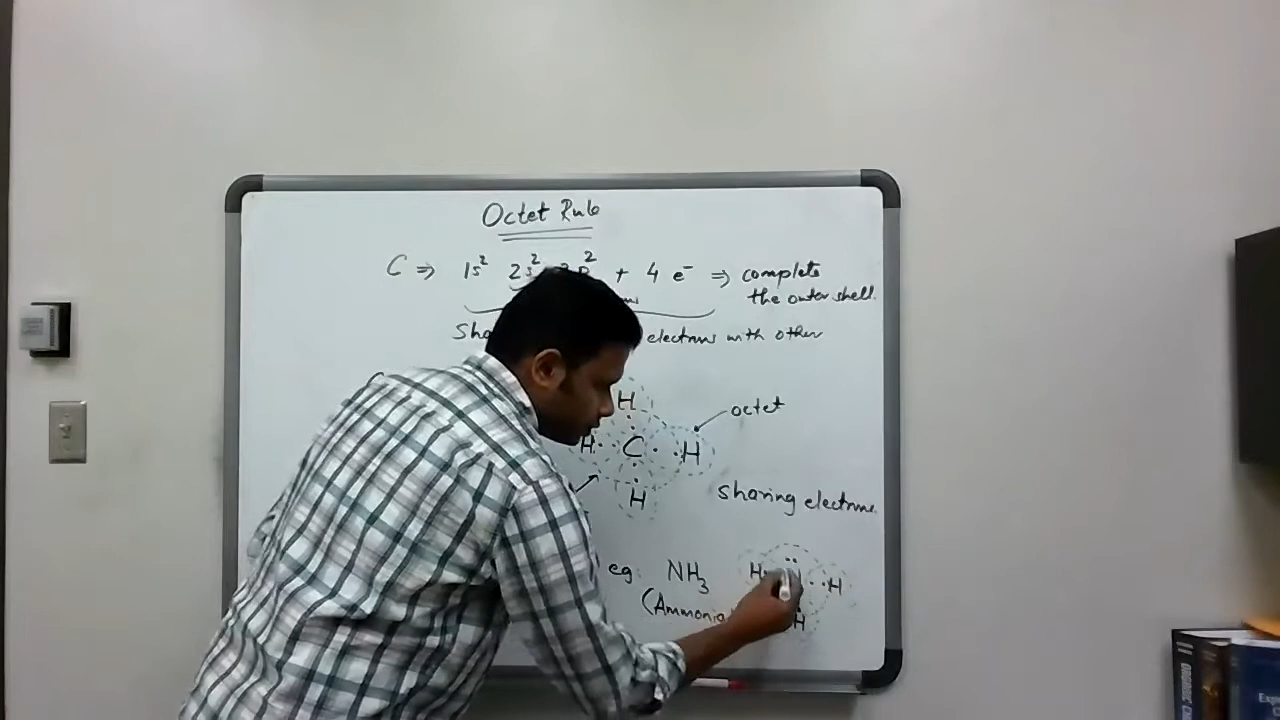 Octet Rule
C ⇒ 1s² 2s² 2p² + 4 e⁻ ⇒ complete
the outer shell.
electrons with other
H
octet
H C H
H
sharing electrons
eg. NH₃ H H
(Ammonia
H